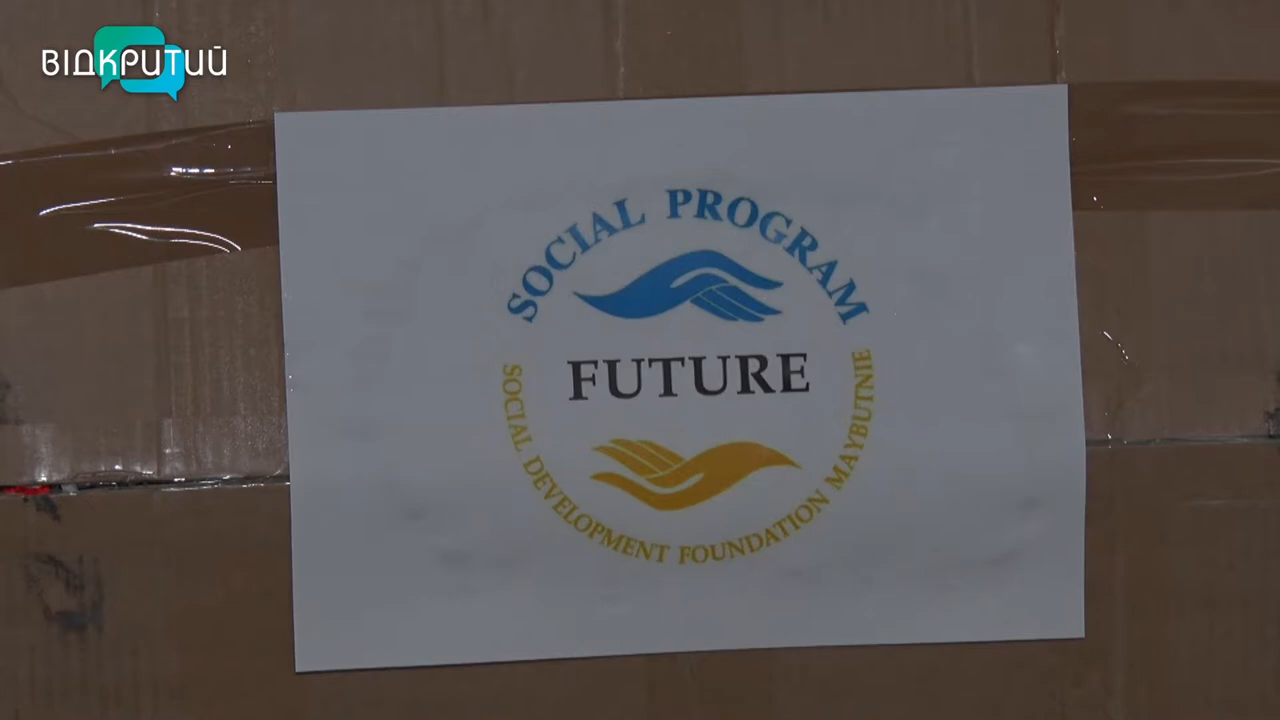 ВІДКРИТИЙ
SOCIAL PROGRAM
FUTURE
SOCIAL DEVELOPMENT FOUNDATION MAYBUTNIE